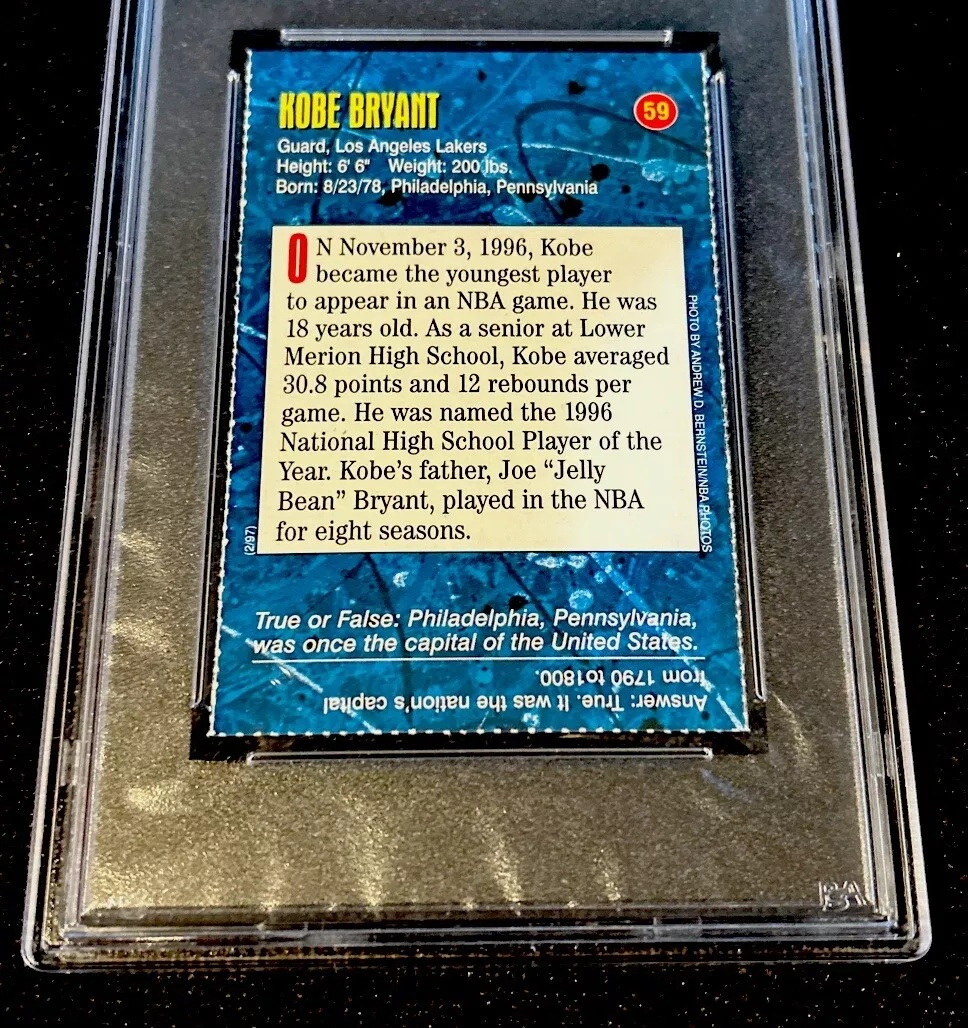 KOBE BRYANT
59
Guard, Los Angeles Lakers
Height: 6' 6" Weight: 200 lbs.
Born: 8/23/78, Philadelphia, Pennsylvania
ON November 3, 1996, Kobe
became the youngest player
to appear in an NBA game. He was
18 years old. As a senior at Lower
Merion High School, Kobe averaged
30.8 points and 12 rebounds per
game. He was named the 1996
National High School Player of the
Year. Kobe's father, Joe “Jelly
Bean” Bryant, played in the NBA
for eight seasons.
(2/97)
PHOTO BY ANDREW D. BERNSTEIN/NBA PHOTOS
True or False: Philadelphia, Pennsylvania,
was once the capital of the United States.
Answer: True. It was the nation's capital
from 1790 to 1800.
PSA